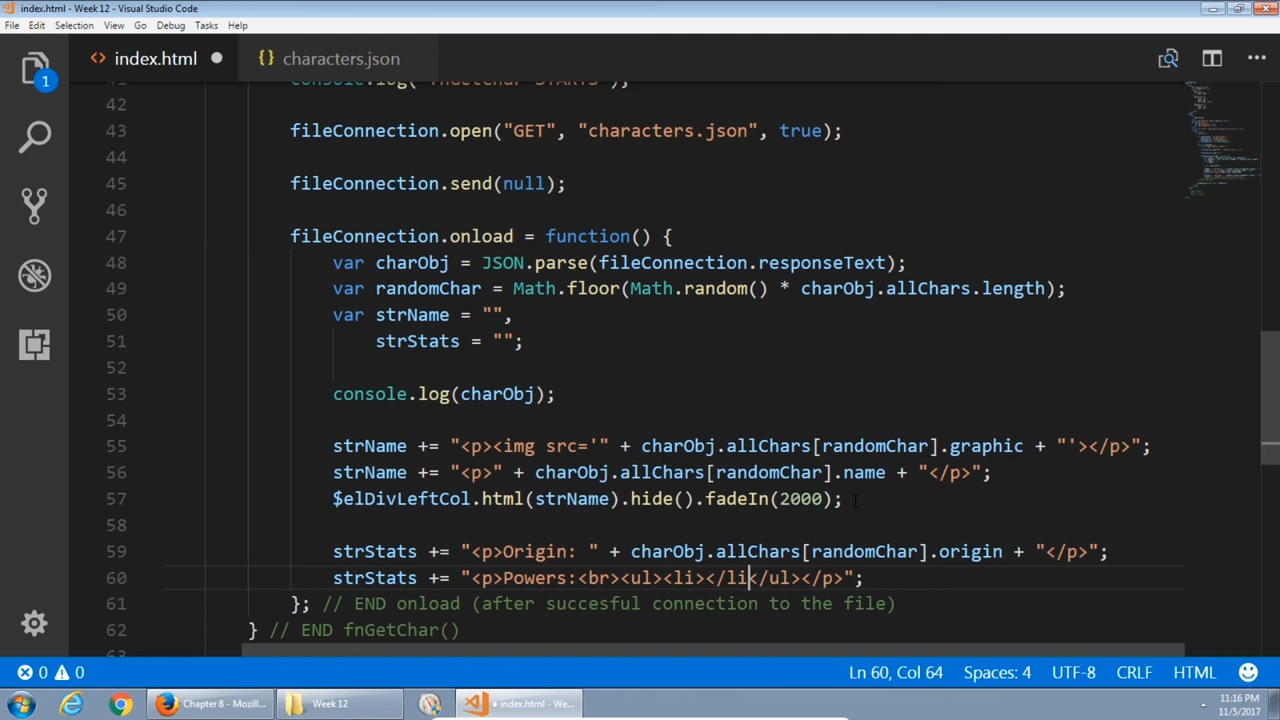 index.html - Week 12 - Visual Studio Code
File Edit Selection View Go Debug Tasks Help
<> index.html ● {} characters.json
1
42
43 fileConnection.open("GET", "characters.json", true);
44
45 fileConnection.send(null);
46
47 fileConnection.onload = function() {
48 var charObj = JSON.parse(fileConnection.responseText);
49 var randomChar = Math.floor(Math.random() * charObj.allChars.length);
50 var strName = "",
51 strStats = "";
52
53 console.log(charObj);
54
55 strName += "<p><img src='" + charObj.allChars[randomChar].graphic + "'></p>";
56 strName += "<p>" + charObj.allChars[randomChar].name + "</p>";
57 $elDivLeftCol.html(strName).hide().fadeIn(2000);
58
59 strStats += "<p>Origin: " + charObj.allChars[randomChar].origin + "</p>";
60 strStats += "<p>Powers:<br><ul><li></li</ul></p>";
61 }; // END onload (after succesful connection to the file)
62 } // END fnGetChar()
0 0 Ln 60, Col 64 Spaces: 4 UTF-8 CRLF HTML
Chapter 8 - Mozill... Week 12 ● index.html - We... 11:16 PM
11/5/2017